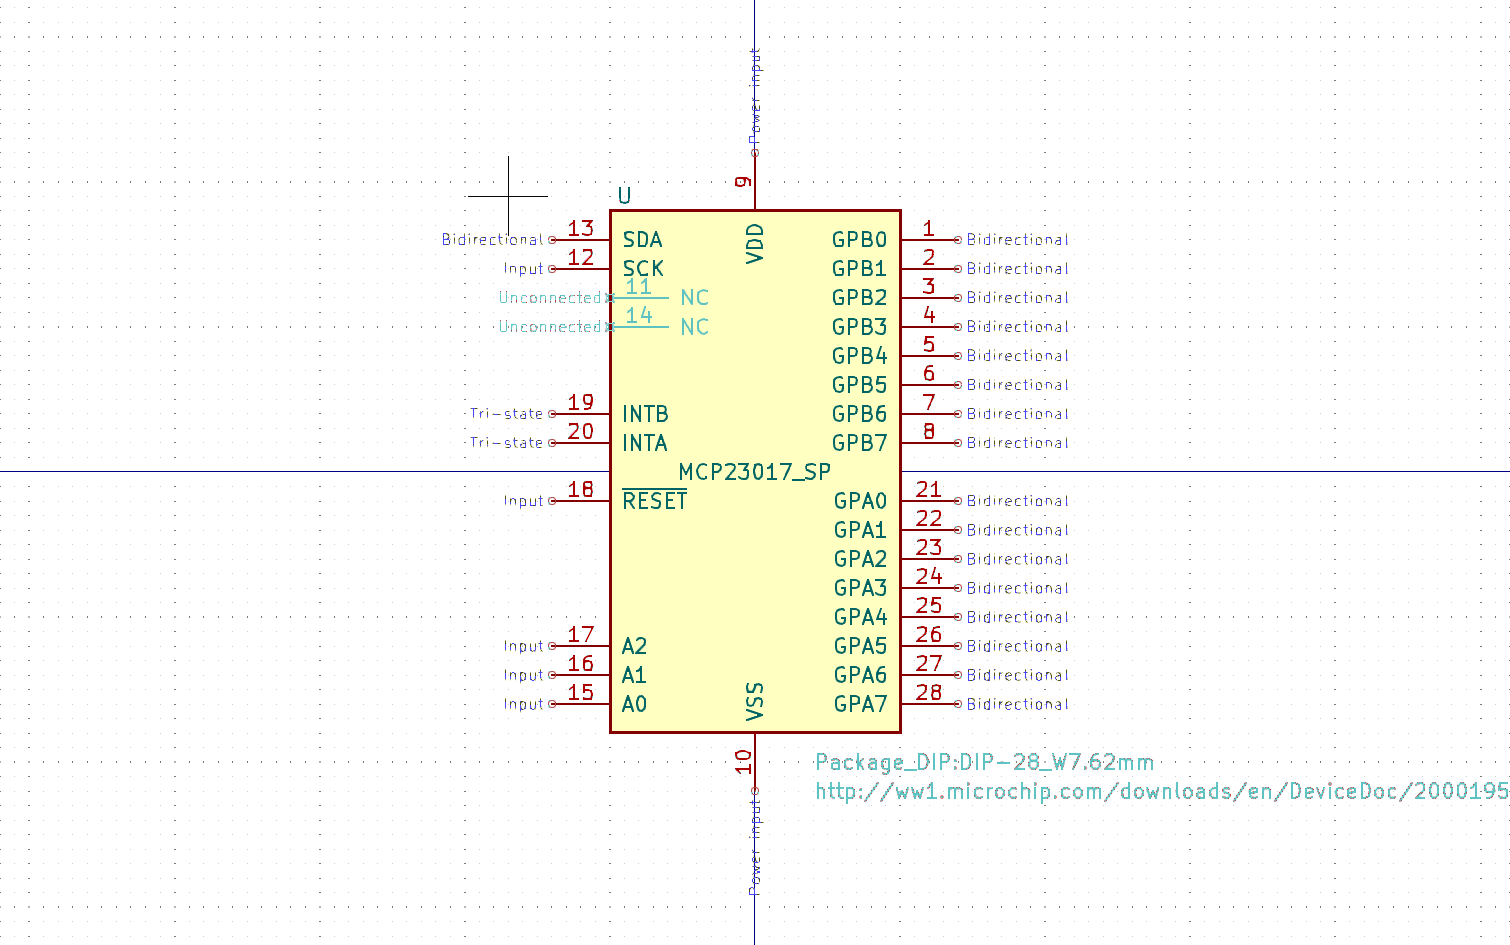 Power input
9
U
VDD
Bidirectional 13 SDA GPB0 1 Bidirectional
Input 12 SCK GPB1 2 Bidirectional
Unconnected 11 NC GPB2 3 Bidirectional
Unconnected 14 NC GPB3 4 Bidirectional
GPB4 5 Bidirectional
GPB5 6 Bidirectional
Tri-state 19 INTB GPB6 7 Bidirectional
Tri-state 20 INTA GPB7 8 Bidirectional
MCP23017_SP
Input 18 RESET GPA0 21 Bidirectional
GPA1 22 Bidirectional
GPA2 23 Bidirectional
GPA3 24 Bidirectional
GPA4 25 Bidirectional
Input 17 A2 GPA5 26 Bidirectional
Input 16 A1 GPA6 27 Bidirectional
Input 15 A0 GPA7 28 Bidirectional
VSS
10
Package_DIP:DIP-28_W7.62mm
http://ww1.microchip.com/downloads/en/DeviceDoc/2000195
Power input